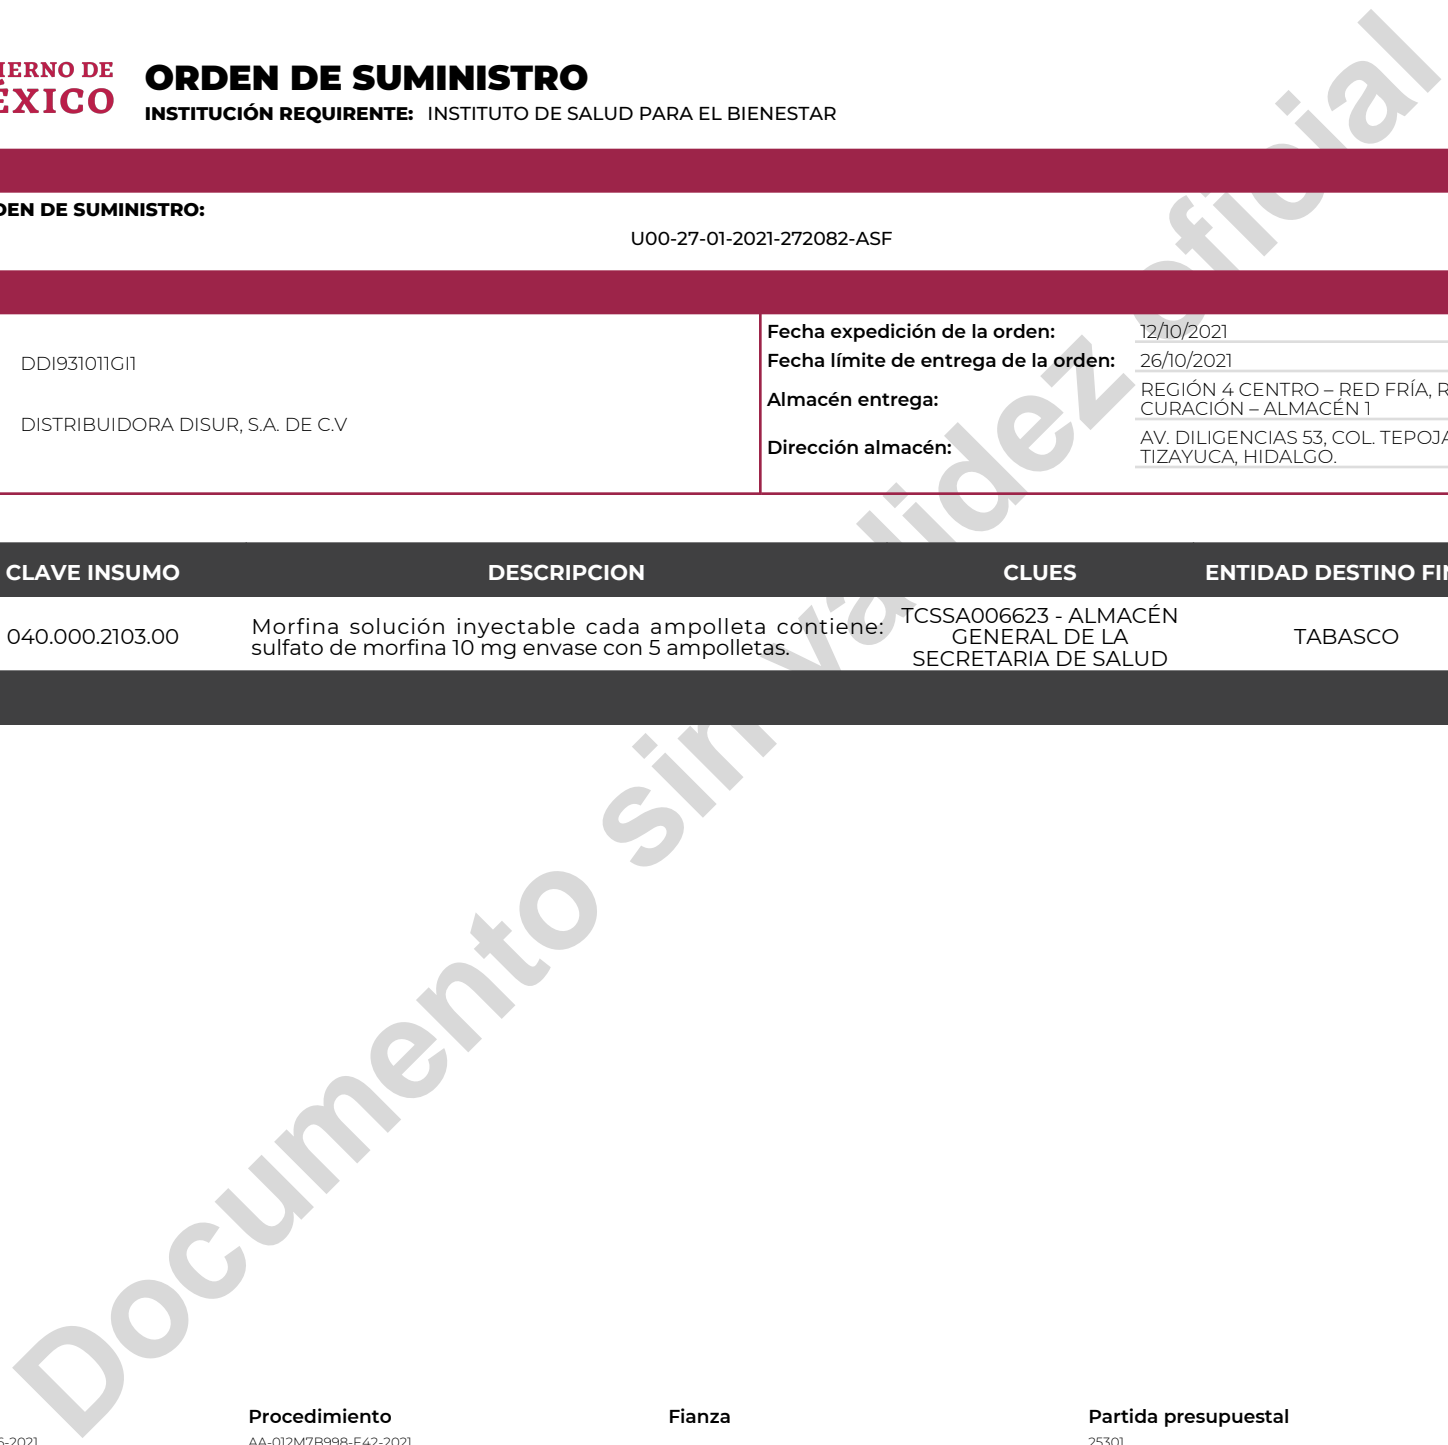 IERNO DE
ÉXICO
ORDEN DE SUMINISTRO
INSTITUCIÓN REQUIRENTE: INSTITUTO DE SALUD PARA EL BIENESTAR
DEN DE SUMINISTRO:
U00-27-01-2021-272082-ASF
DDI931011GI1
DISTRIBUIDORA DISUR, S.A. DE C.V
Fecha expedición de la orden: 12/10/2021
Fecha límite de entrega de la orden: 26/10/2021
Almacén entrega: REGIÓN 4 CENTRO – RED FRÍA, R
CURACIÓN – ALMACÉN 1
Dirección almacén: AV. DILIGENCIAS 53, COL. TEPOJA
TIZAYUCA, HIDALGO.
CLAVE INSUMO DESCRIPCION CLUES ENTIDAD DESTINO FIN
040.000.2103.00
Morfina solución inyectable cada ampolleta contiene:
sulfato de morfina 10 mg envase con 5 ampolletas.
TCSSA006623 - ALMACÉN
GENERAL DE LA
SECRETARIA DE SALUD
TABASCO
Documento sin validez oficial
Procedimiento Fianza Partida presupuestal
5-2021 AA-012M7B998-E42-2021 25301